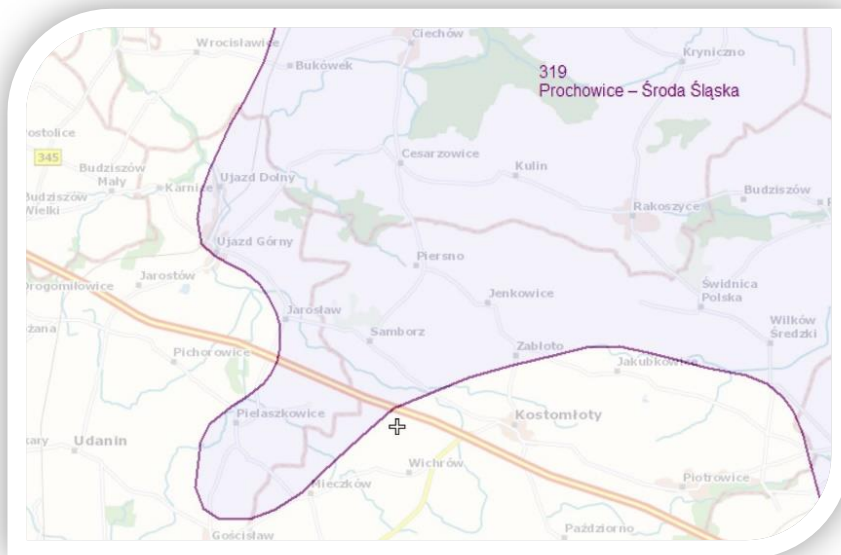 Ciechów
Wrocisławice
Kryniczno
Bukówek
319
Prochowice – Środa Śląska
345
Cesarzowice
Budziszów
Mały
Kulin
Karnice
Ujazd Dolny
Budziszów
Budziszów
Wielki
Rakoszyce
Ujazd Górny
Piersno
Jarostów
Drogomiłowice
Świdnica
Polska
Jenkowice
Jarosław
Wilków
Średzki
Samborz
Zabłoto
Pichorowice
Jakubkowice
Kostomłoty
Pielaszkowice
Udanin
Wichrów
Piotrowice
Mieczków
Gościsław
Paździorno